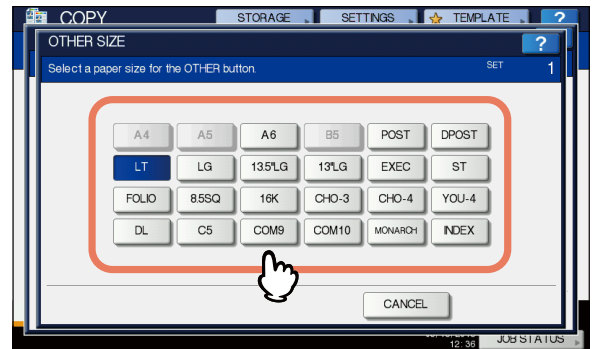 COPY STORAGE SETTINGS TEMPLATE ?
OTHER SIZE ?
Select a paper size for the OTHER button. SET 1
A4 A5 A6 B5 POST DPOST
LT LG 13.5"LG 13"LG EXEC ST
FOLIO 8.5SQ 16K CHO-3 CHO-4 YOU-4
DL C5 COM9 COM10 MONARCH INDEX
CANCEL
12:36 JOB STATUS